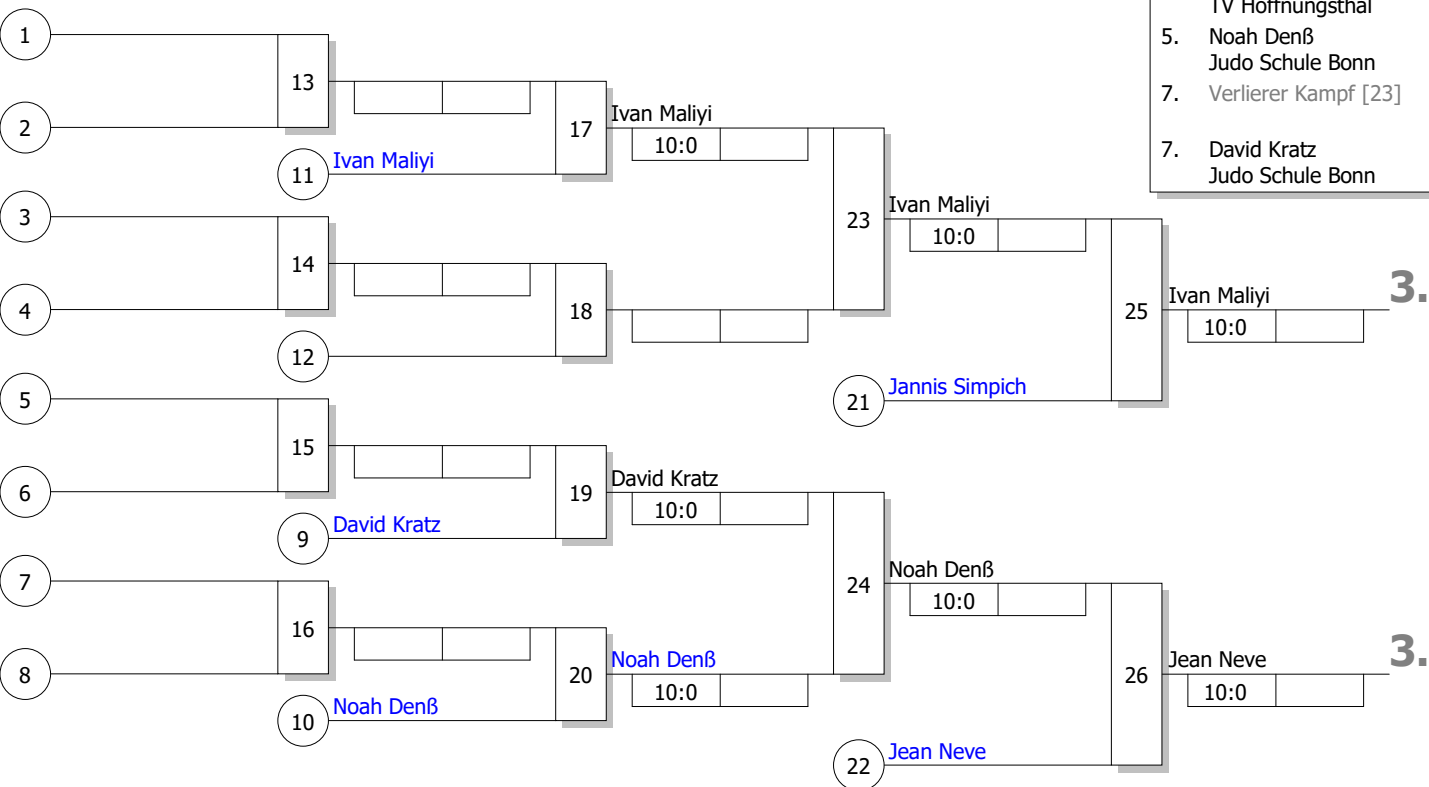 TV Hoffnungsthal
5. Noah Denß
Judo Schule Bonn
7. Verlierer Kampf [23]
7. David Kratz
Judo Schule Bonn
1
13
2
17
Ivan Maliyi
10:0
11
Ivan Maliyi
3
23
Ivan Maliyi
10:0
14
4
18
25
Ivan Maliyi
10:0
3.
12
5
21
Jannis Simpich
15
6
19
David Kratz
10:0
9
David Kratz
7
24
Noah Denß
10:0
16
8
20
Noah Denß
10:0
26
Jean Neve
10:0
3.
10
Noah Denß
22
Jean Neve